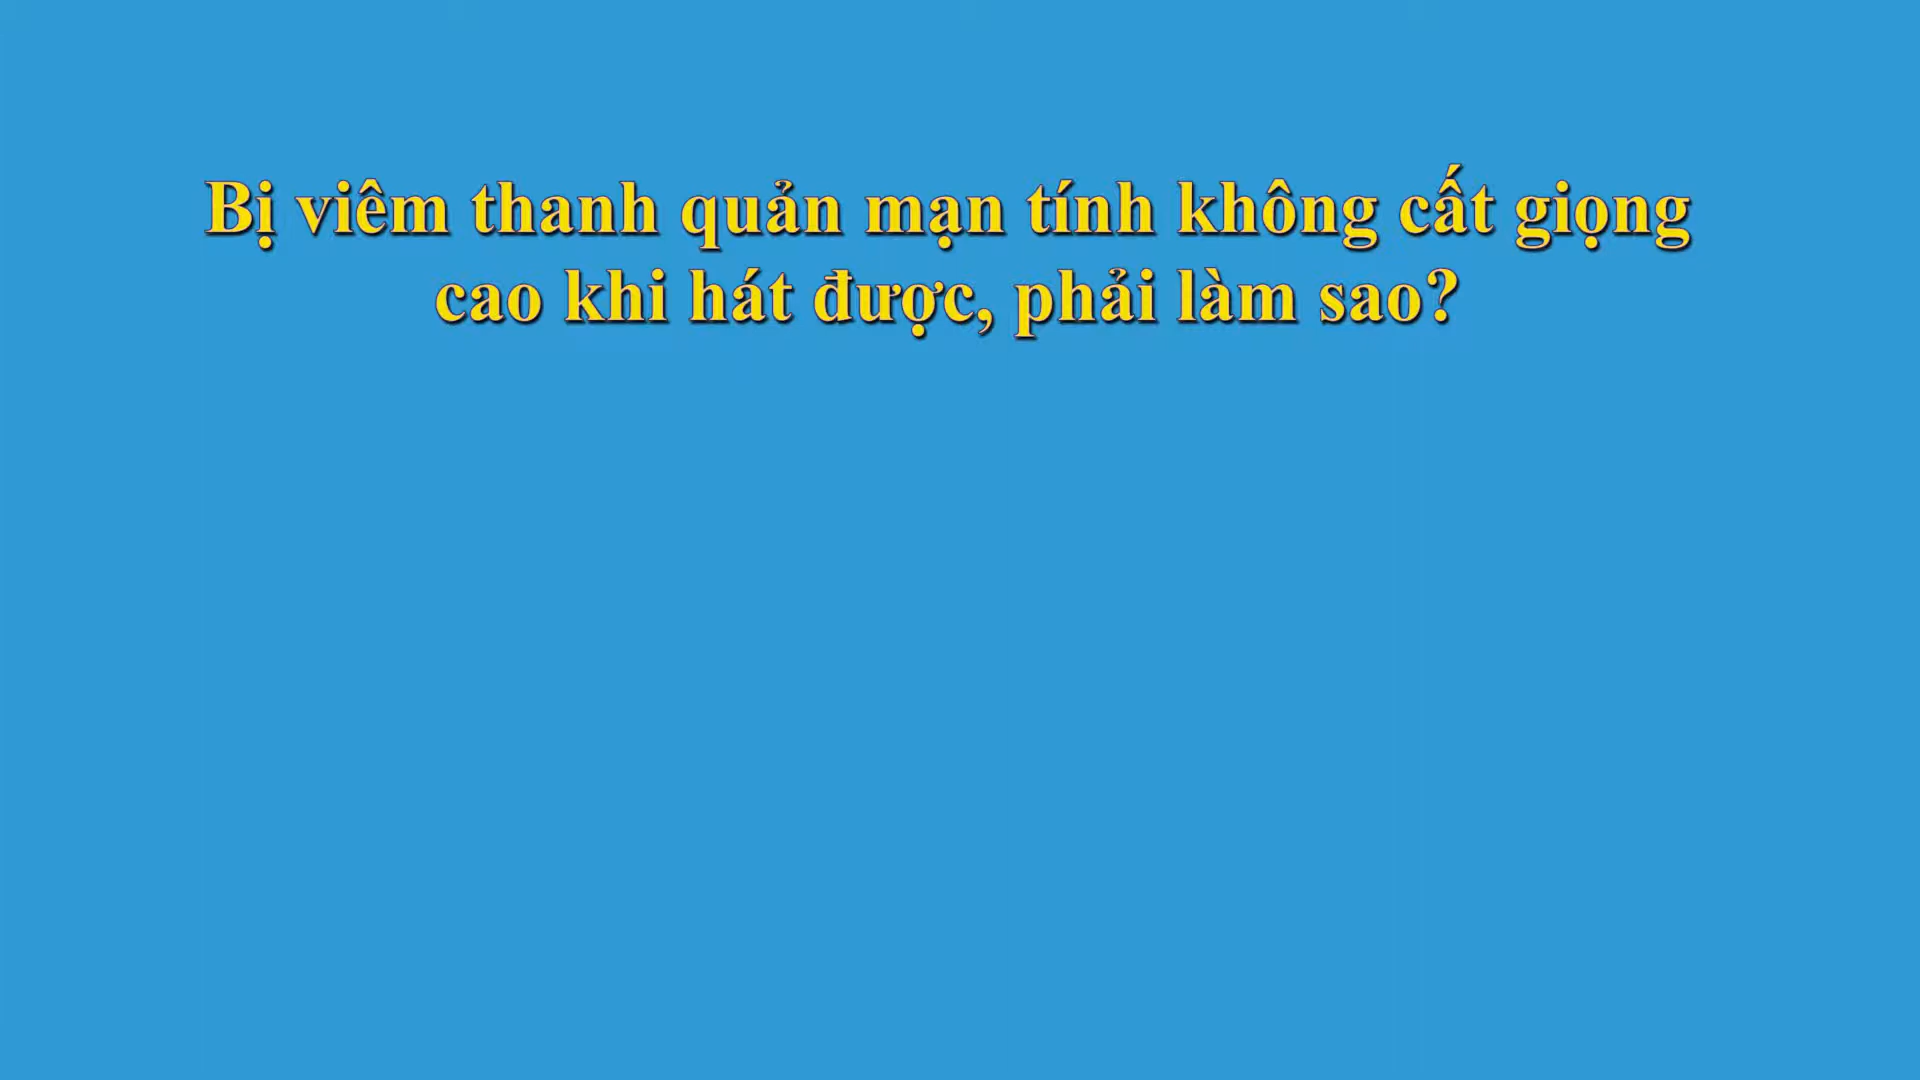 Bị viêm thanh quản mạn tính không cất giọng
cao khi hát được, phải làm sao?